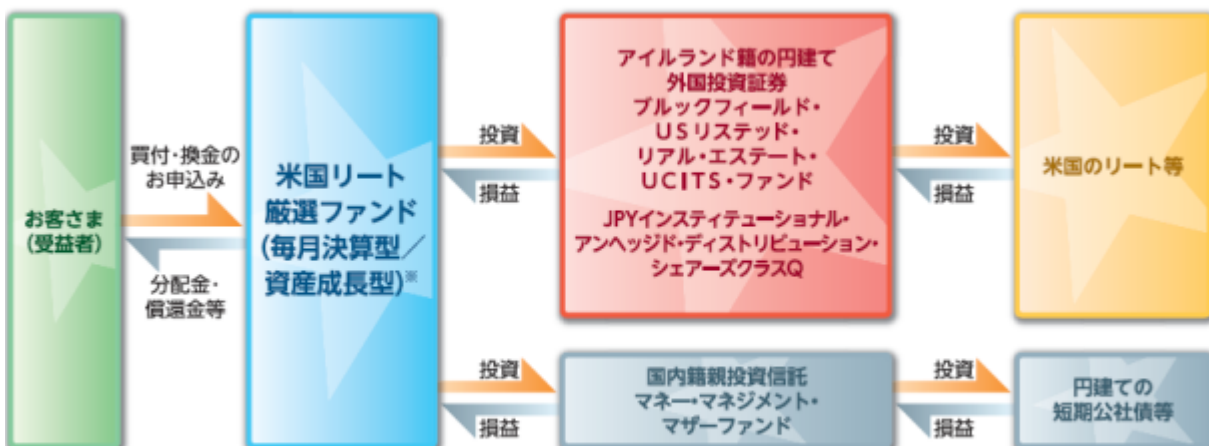 お客さま
(受益者)
買付・換金の
お申込み
分配金・
償還金等
米国リート
厳選ファンド
(毎月決算型/
資産成長型)※
投資
損益
アイルランド籍の円建て
外国投資証券
ブルックフィールド・
USリステッド・
リアル・エステート・
UCITS・ファンド
JPYインスティテューショナル・
アンヘッジド・ディストリビューション・
シェアーズクラスQ
投資
損益
米国のリート等
投資
損益
国内籍親投資信託
マネー・マネジメント・
マザーファンド
投資
損益
円建ての
短期公社債等